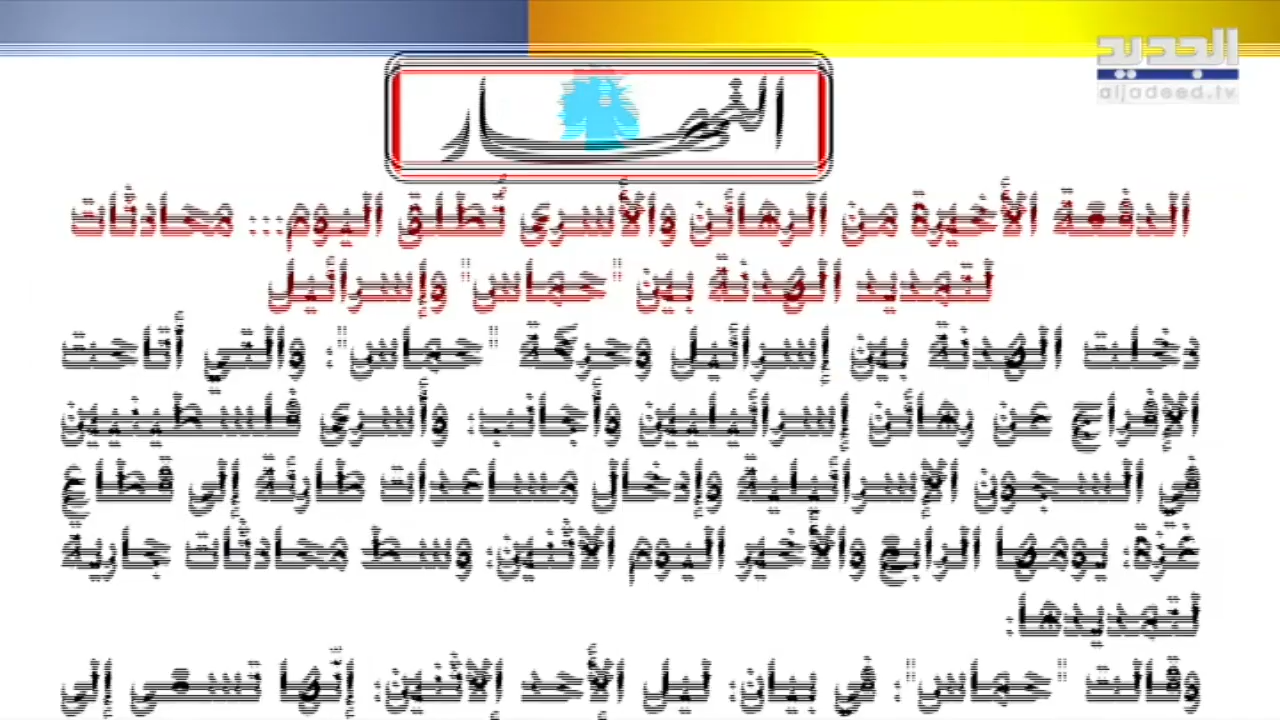 الجديد
aljadeed.tv
النهار
الدفعة الأخيرة من الرهائن والأسرى تُطلق اليوم... محادثات
لتمديد الهدنة بين "حماس" وإسرائيل
دخلت الهدنة بين إسرائيل وحركة "حماس"، والتي أتاحت
الإفراج عن رهائن إسرائيليين وأجانب، وأسرى فلسطينيين
في السجون الإسرائيلية وإدخال مساعدات طارئة إلى قطاع
غزة، يومها الرابع والأخير اليوم الاثنين، وسط محادثات جارية
لتمديدها.
وقالت "حماس"، في بيان، ليل الأحد الإثنين، إنّها تسعى إلى